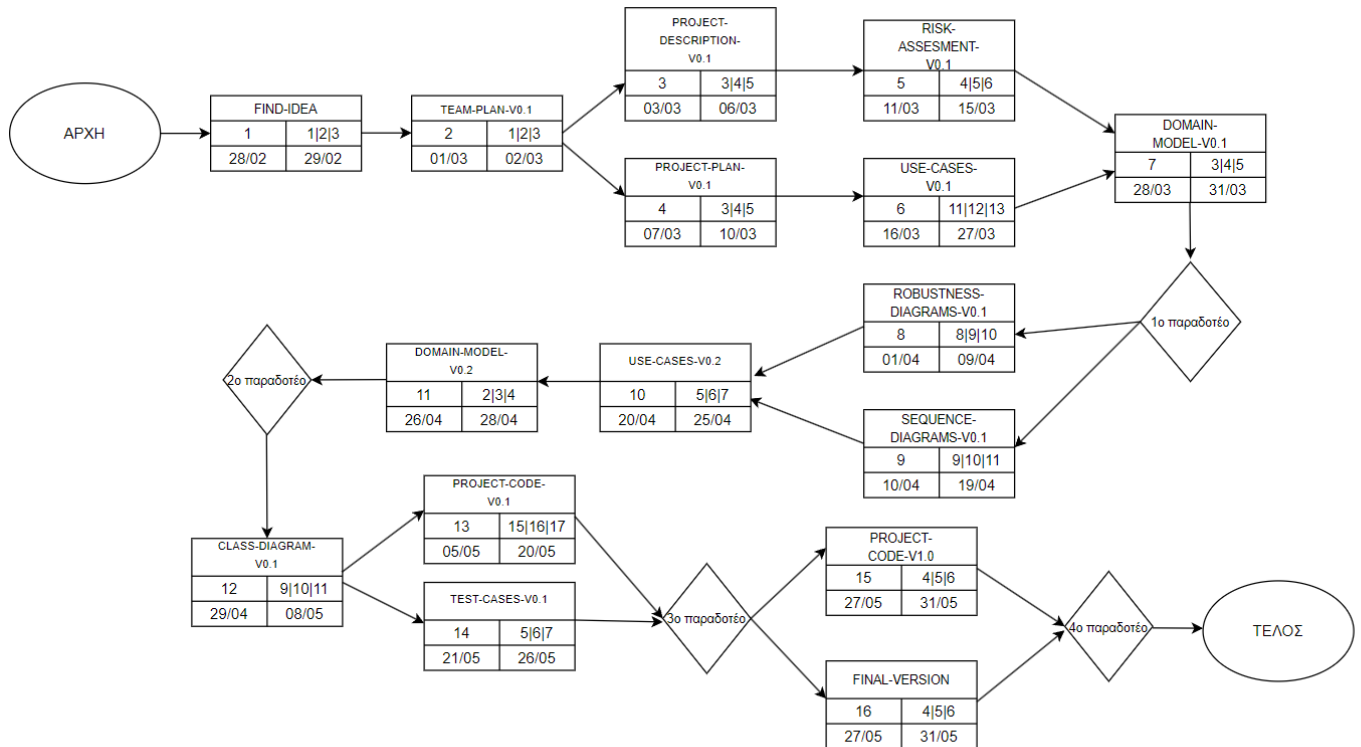 ΑΡΧΗ
FIND-IDEA
1 1|2|3
28/02 29/02
TEAM-PLAN-V0.1
2 1|2|3
01/03 02/03
PROJECT-
DESCRIPTION-
V0.1
3 3|4|5
03/03 06/03
PROJECT-PLAN-
V0.1
4 3|4|5
07/03 10/03
RISK-
ASSESMENT-
V0.1
5 4|5|6
11/03 15/03
USE-CASES-
V0.1
6 11|12|13
16/03 27/03
DOMAIN-
MODEL-V0.1
7 3|4|5
28/03 31/03
1ο παραδοτέο
ROBUSTNESS-
DIAGRAMS-V0.1
8 8|9|10
01/04 09/04
SEQUENCE-
DIAGRAMS-V0.1
9 9|10|11
10/04 19/04
USE-CASES-V0.2
10 5|6|7
20/04 25/04
DOMAIN-MODEL-
V0.2
11 2|3|4
26/04 28/04
2ο παραδοτέο
CLASS-DIAGRAM-
V0.1
12 9|10|11
29/04 08/05
PROJECT-CODE-
V0.1
13 15|16|17
05/05 20/05
TEST-CASES-V0.1
14 5|6|7
21/05 26/05
3ο παραδοτέο
PROJECT-
CODE-V1.0
15 4|5|6
27/05 31/05
FINAL-VERSION
16 4|5|6
27/05 31/05
4ο παραδοτέο
ΤΕΛΟΣ